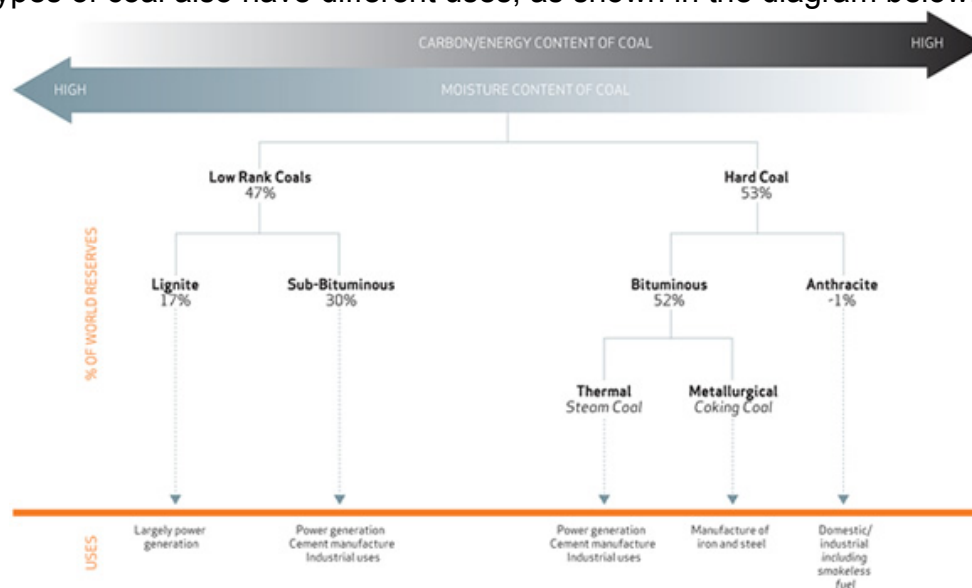 ypes of coal also have different uses, as shown in the diagram below
CARBON/ENERGY CONTENT OF COAL HIGH
HIGH MOISTURE CONTENT OF COAL
Low Rank Coals
47%
Hard Coal
53%
% OF WORLD RESERVES
Lignite
17%
Sub-Bituminous
30%
Bituminous
52%
Anthracite
-1%
Thermal
Steam Coal
Metallurgical
Coking Coal
USES
Largely power
generation
Power generation
Cement manufacture
Industrial uses
Power generation
Cement manufacture
Industrial uses
Manufacture of
iron and steel
Domestic/
industrial
including
smokeless
fuel